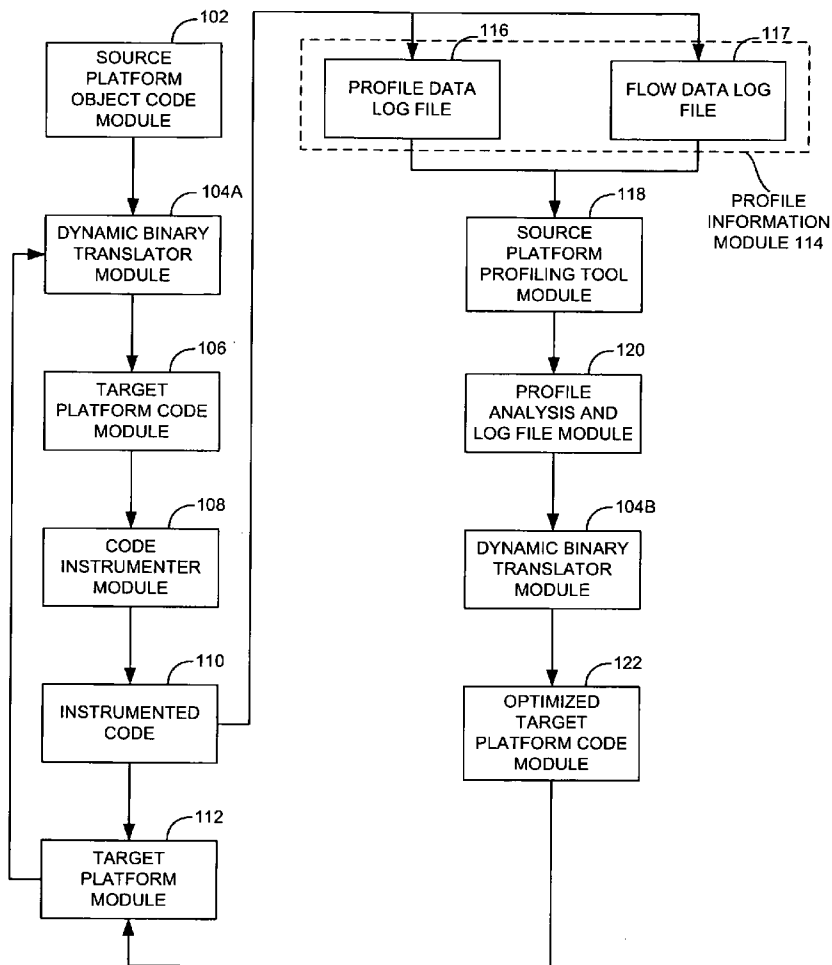 102
SOURCE
PLATFORM
OBJECT CODE
MODULE
104A
DYNAMIC BINARY
TRANSLATOR
MODULE
106
TARGET
PLATFORM CODE
MODULE
108
CODE
INSTRUMENTER
MODULE
110
INSTRUMENTED
CODE
112
TARGET
PLATFORM
MODULE
116
PROFILE DATA
LOG FILE
117
FLOW DATA LOG
FILE
PROFILE
INFORMATION
MODULE 114
118
SOURCE
PLATFORM
PROFILING TOOL
MODULE
120
PROFILE
ANALYSIS AND
LOG FILE MODULE
104B
DYNAMIC BINARY
TRANSLATOR
MODULE
122
OPTIMIZED
TARGET
PLATFORM CODE
MODULE